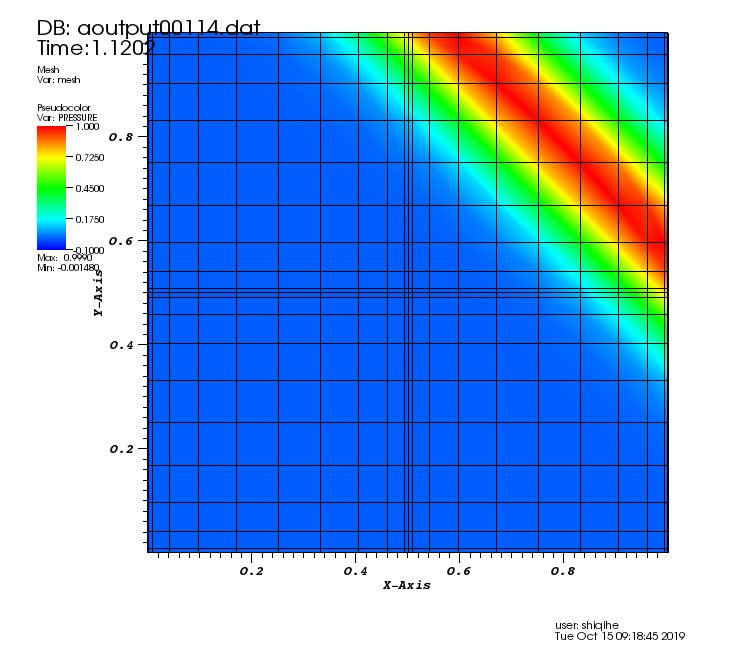 DB: aoutput00114.dat
Time:1.1202
Mesh
Var: mesh
Pseudocolor
Var: PRESSURE
1.000
0.7250
0.4500
0.1750
-0.1000
Max: 0.9990
Min: -0.001480
0.8
0.6
0.4
0.2
Y-Axis
0.2 0.4 0.6 0.8
X-Axis
user: shiqihe
Tue Oct 15 09:18:45 2019